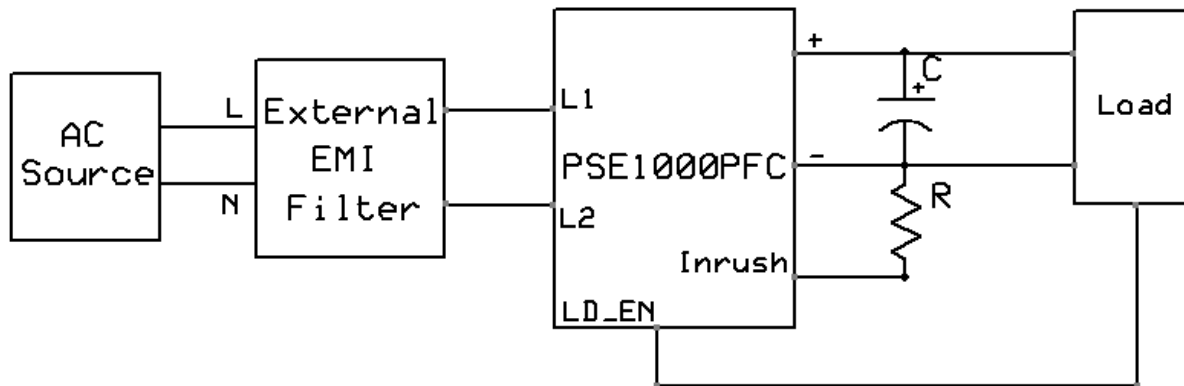 AC
Source
L
N
External
EMI
Filter
L1
PSE1000PFC
L2
Inrush
LD_EN
+
-
C
+
R
Load